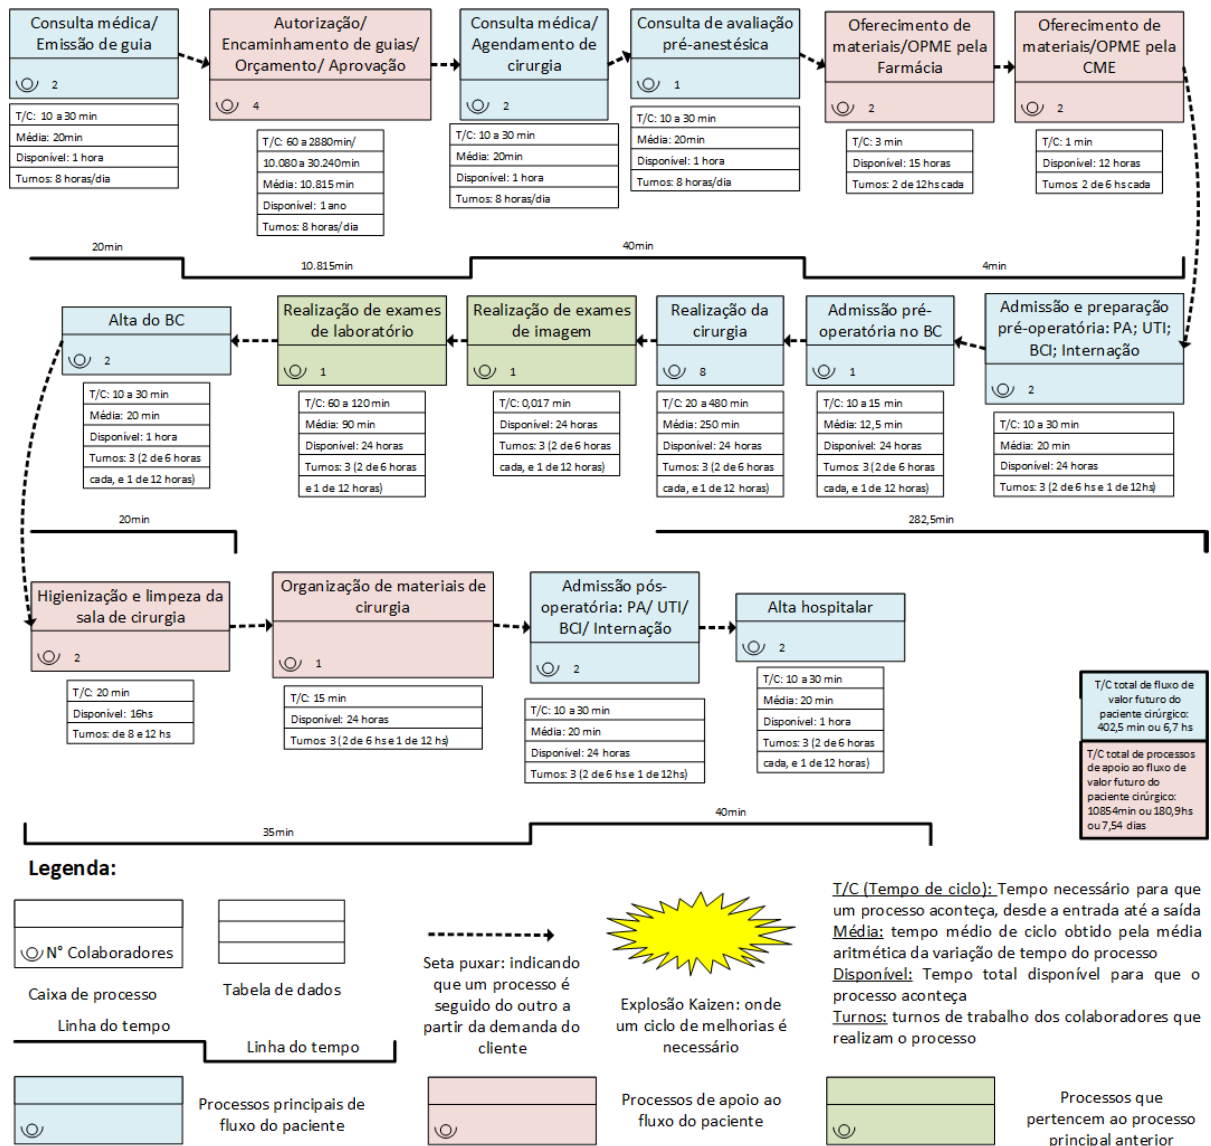 Consulta médica/
Emissão de guia
2
T/C: 10 a 30 min
Média: 20min
Disponível: 1 hora
Turnos: 8 horas/dia
Autorização/
Encaminhamento de guias/
Orçamento/ Aprovação
4
T/C: 60 a 2880min/
10.080 a 30.240min
Média: 10.815 min
Disponível: 1 ano
Turnos: 8 horas/dia
Consulta médica/
Agendamento de
cirurgia
2
T/C: 10 a 30 min
Média: 20min
Disponível: 1 hora
Turnos: 8 horas/dia
Consulta de avaliação
pré-anestésica
1
T/C: 10 a 30 min
Média: 20min
Disponível: 1 hora
Turnos: 8 horas/dia
Oferecimento de
materiais/OPME pela
Farmácia
2
T/C: 3 min
Disponível: 15 horas
Turnos: 2 de 12hs cada
Oferecimento de
materiais/OPME pela
CME
2
T/C: 1 min
Disponível: 12 horas
Turnos: 2 de 6 hs cada
20min
10.815min
40min
4min
Alta do BC
2
T/C: 10 a 30 min
Média: 20 min
Disponível: 1 hora
Turnos: 3 (2 de 6 horas
cada, e 1 de 12 horas)
Realização de exames
de laboratório
1
T/C: 60 a 120 min
Média: 90 min
Disponível: 24 horas
Turnos: 3 (2 de 6 horas
e 1 de 12 horas)
Realização de exames
de imagem
1
T/C: 0,017 min
Disponível: 24 horas
Turnos: 3 (2 de 6 horas
cada, e 1 de 12 horas)
Realização da
cirurgia
8
T/C: 20 a 480 min
Média: 250 min
Disponível: 24 horas
Turnos: 3 (2 de 6 horas
cada, e 1 de 12 horas)
Admissão pré-
operatória no BC
1
T/C: 10 a 15 min
Média: 12,5 min
Disponível: 24 horas
Turnos: 3 (2 de 6 horas
cada, e 1 de 12 horas)
Admissão e preparação
pré-operatória: PA; UTI;
BCI; Internação
2
T/C: 10 a 30 min
Média: 20 min
Disponível: 24 horas
Turnos: 3 (2 de 6 hs e 1 de 12hs)
20min
282,5min
Higienização e limpeza da
sala de cirurgia
2
T/C: 20 min
Disponível: 16hs
Turnos: de 8 e 12 hs
Organização de materiais de
cirurgia
1
T/C: 15 min
Disponível: 24 horas
Turnos: 3 (2 de 6 hs e 1 de 12 hs)
Admissão pós-
operatória: PA/ UTI/
BCI/ Internação
2
T/C: 10 a 30 min
Média: 20 min
Disponível: 24 horas
Turnos: 3 (2 de 6 hs e 1 de 12hs)
Alta hospitalar
2
T/C: 10 a 30 min
Média: 20 min
Disponível: 1 hora
Turnos: 3 (2 de 6 horas
cada, e 1 de 12 horas)
T/C total de fluxo de
valor futuro do
paciente cirúrgico:
402,5 min ou 6,7 hs
T/C total de processos
de apoio ao fluxo de
valor futuro do
paciente cirúrgico:
10854min ou 180,9hs
ou 7,54 dias
35min
40min
Legenda:
N° Colaboradores
Caixa de processo
Tabela de dados
Seta puxar: indicando
que um processo é
seguido do outro a
partir da demanda do
cliente
Explosão Kaizen: onde
um ciclo de melhorias é
necessário
T/C (Tempo de ciclo): Tempo necessário para que
um processo aconteça, desde a entrada até a saída
Média: tempo médio de ciclo obtido pela média
aritmética da variação de tempo do processo
Disponível: Tempo total disponível para que o
processo aconteça
Turnos: turnos de trabalho dos colaboradores que
realizam o processo
Linha do tempo
Linha do tempo
Processos principais de
fluxo do paciente
Processos de apoio ao
fluxo do paciente
Processos que
pertencem ao processo
principal anterior